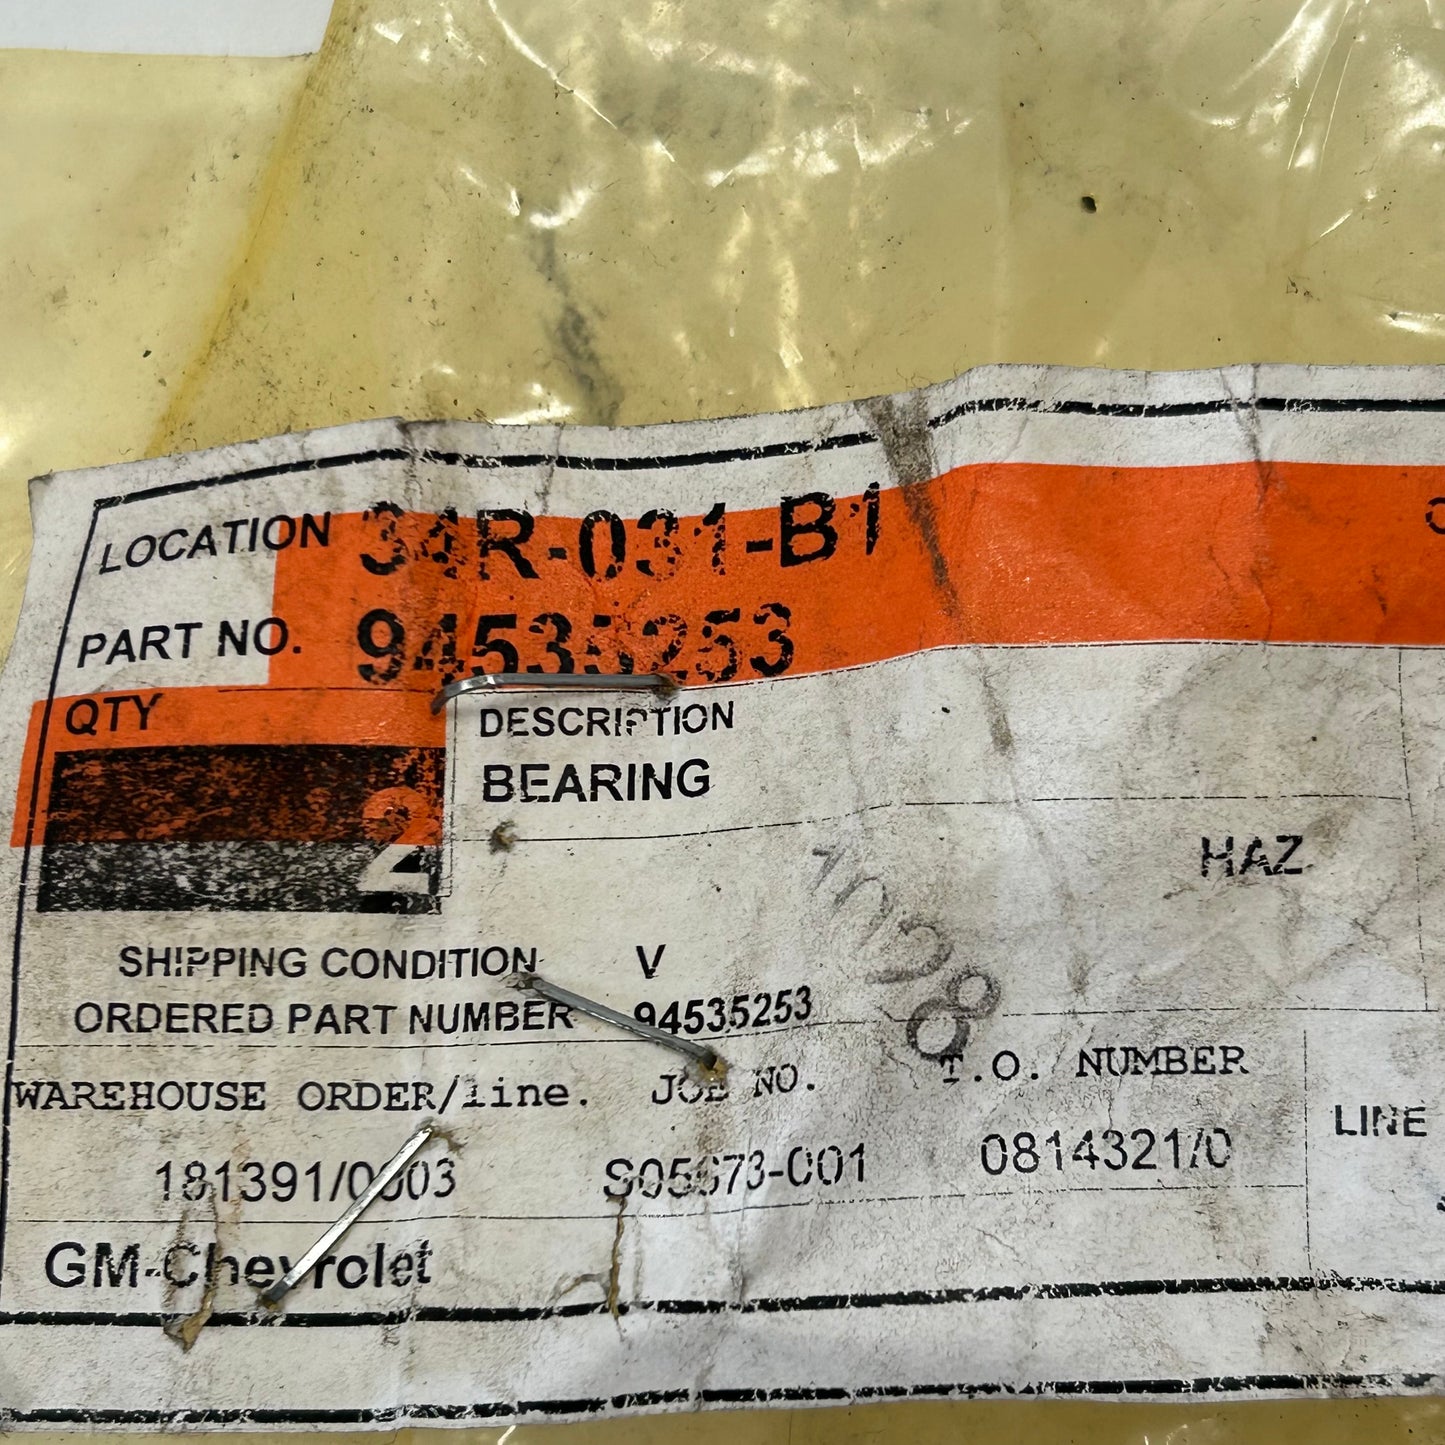 LOCATION 34R-031-B1
PART NO. 94535253
QTY
2
DESCRIPTION
BEARING
HAZ
SHIPPING CONDITION V
ORDERED PART NUMBER 94535253
WAREHOUSE ORDER/line. JOB NO. T.O. NUMBER
181391/0003 S05673-001 0814321/0
LINE
GM-Chevrolet